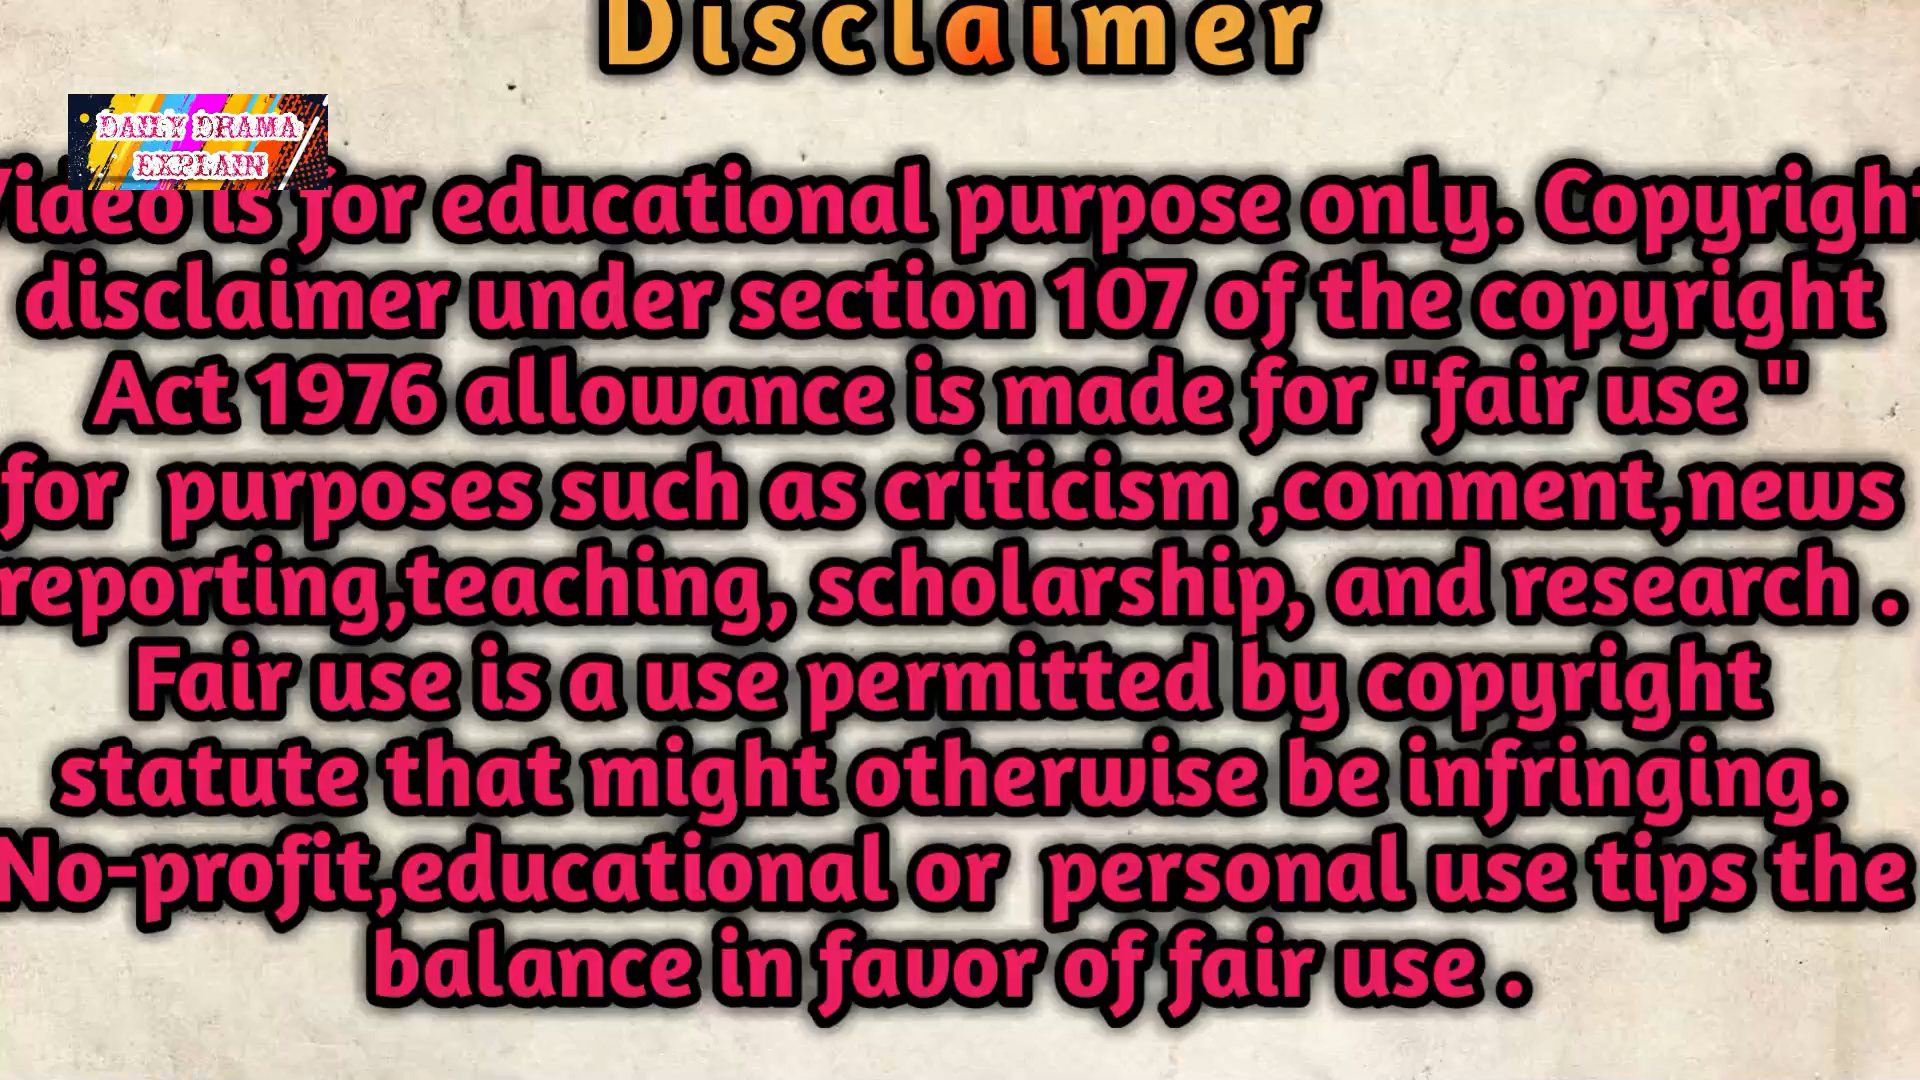 Disclaimer
DAILY DRAMA
EXPLAIN
Video is for educational purpose only. Copyright
disclaimer under section 107 of the copyright
Act 1976 allowance is made for "fair use "
for purposes such as criticism ,comment,news
reporting,teaching, scholarship, and research .
Fair use is a use permitted by copyright
statute that might otherwise be infringing.
No-profit,educational or personal use tips the
balance in favor of fair use .